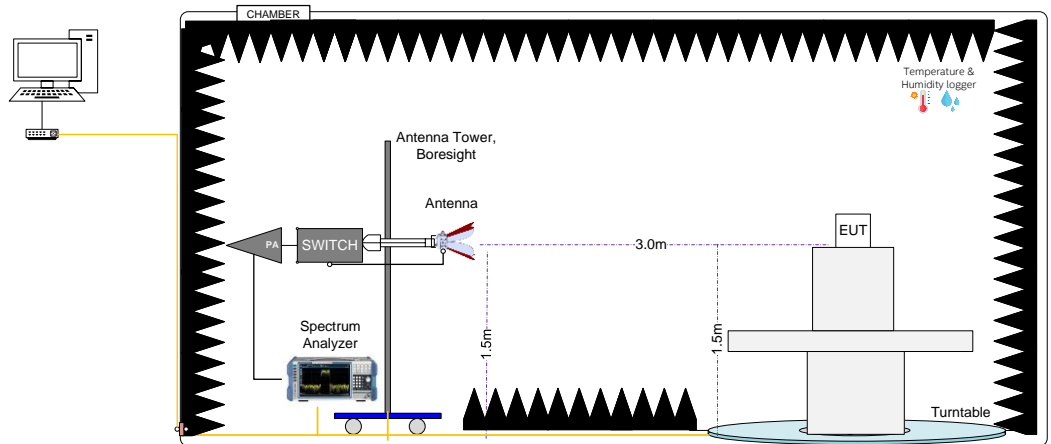 CHAMBER
Temperature &
Humidity logger
Antenna Tower,
Boresight
Antenna
PA
SWITCH
EUT
3.0m
Spectrum
Analyzer
1.5m
1.5m
Turntable